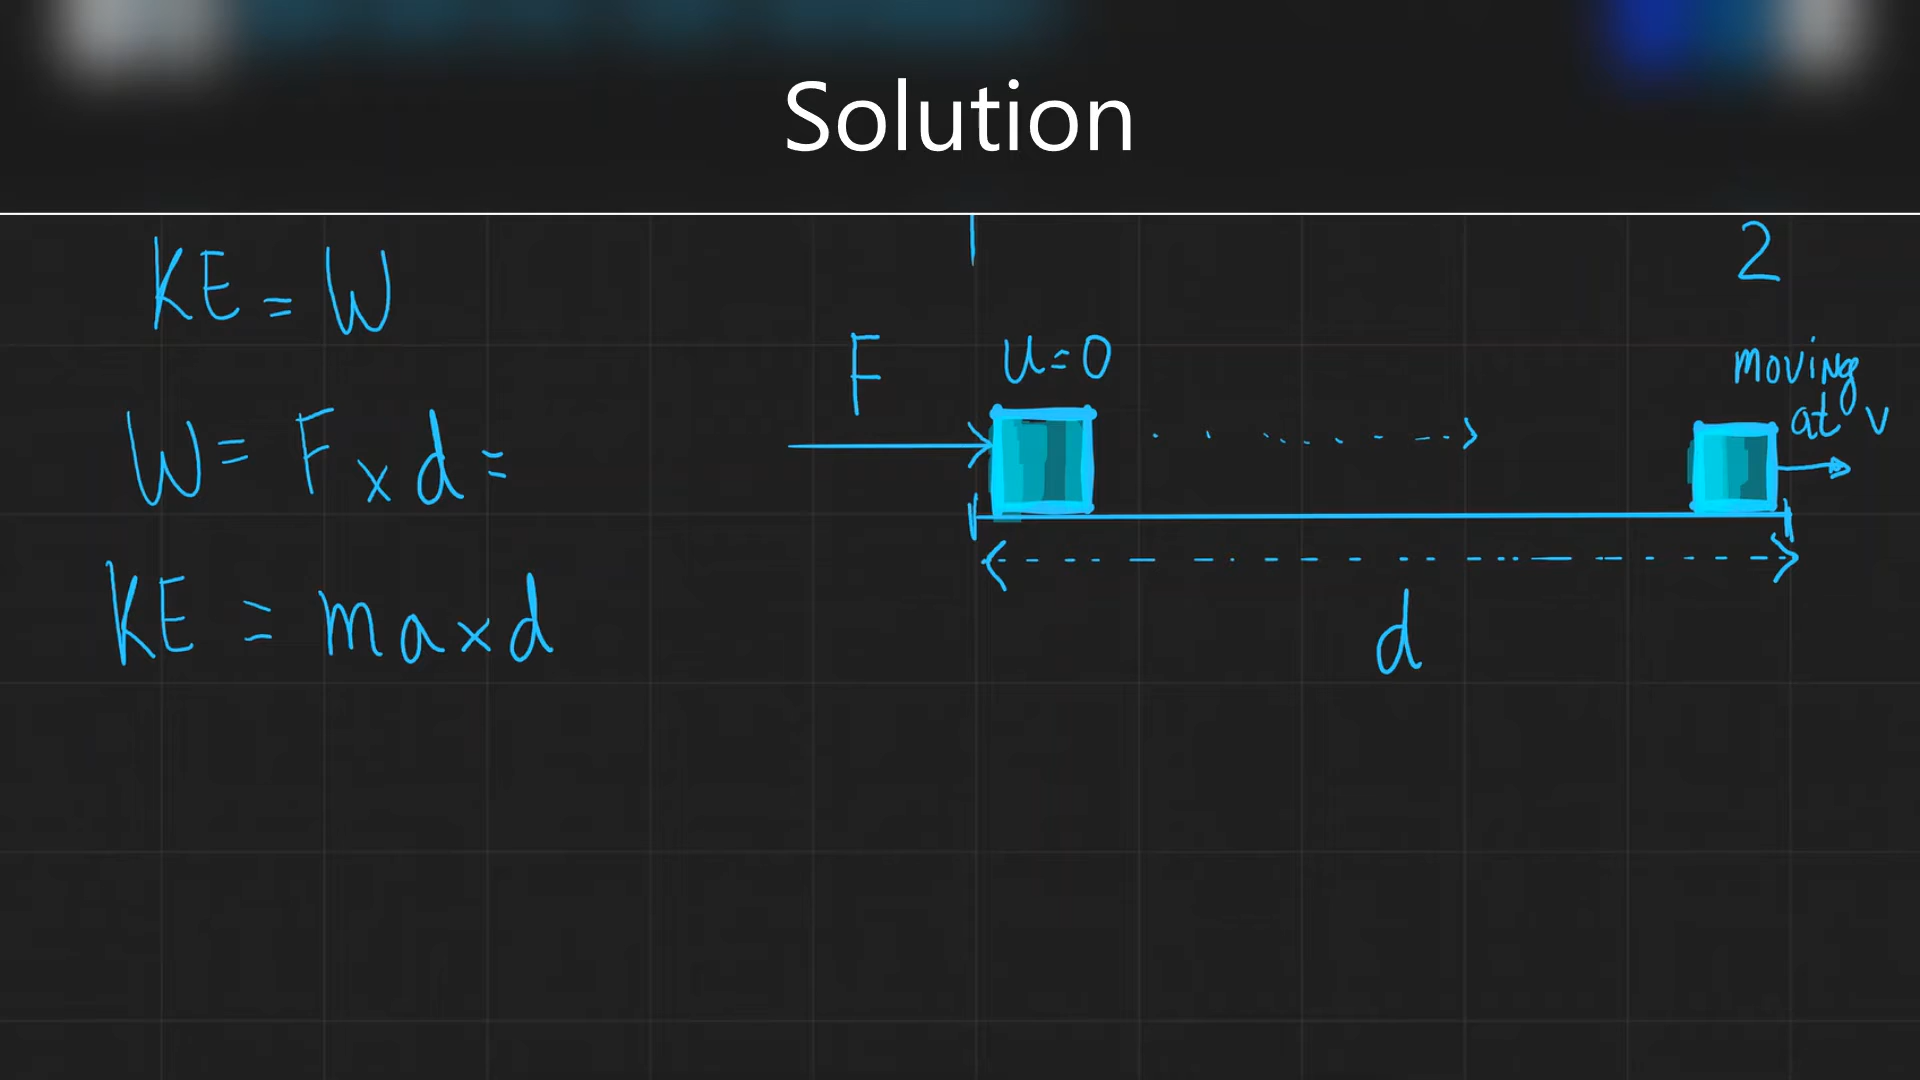 Solution
KE = W
W = F x d =
KE = ma x d
1
2
F
u=0
moving
at v
d